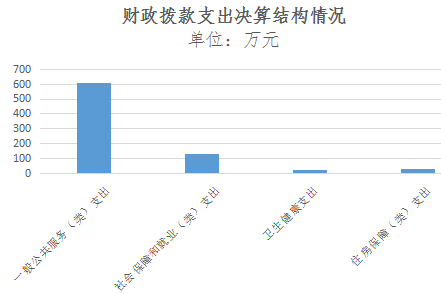 财政拨款支出决算结构情况
单位：万元
700
600
500
400
300
200
100
0
一般公共服务（类）支出
社会保障和就业（类）支出
卫生健康支出
住房保障（类）支出